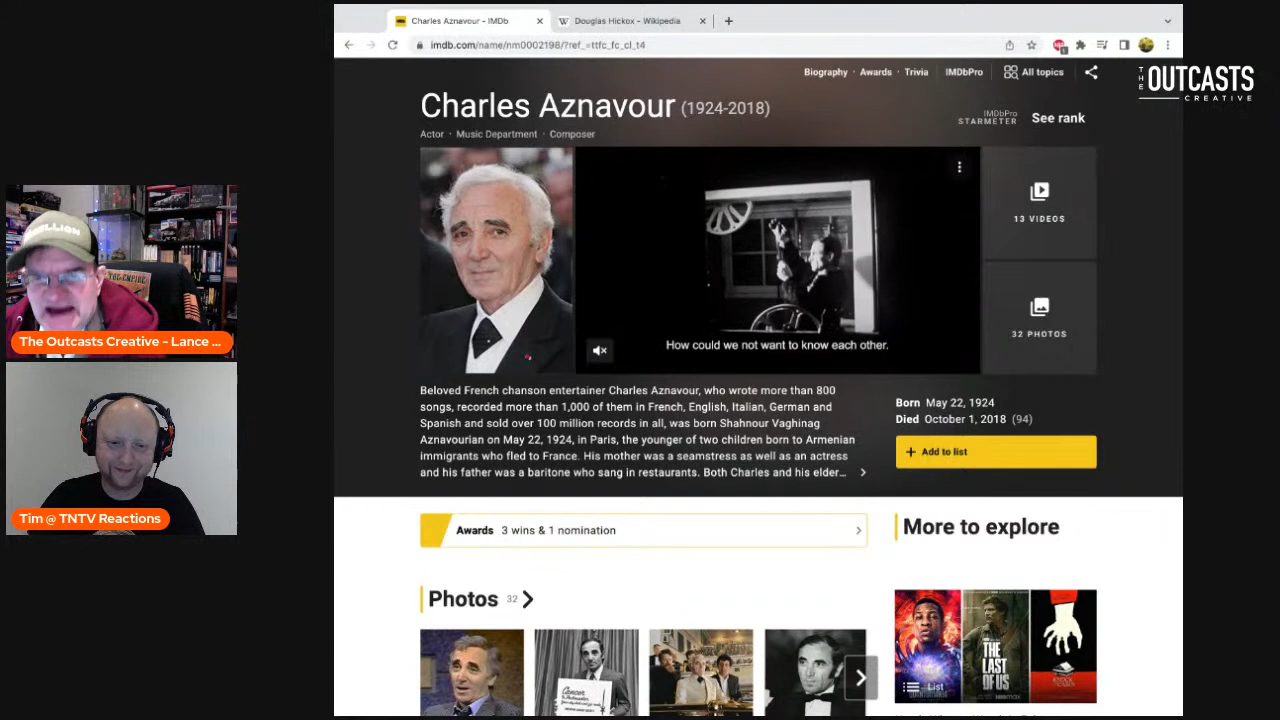 Charles Aznavour - IMDb
Douglas Hickox - Wikipedia
imdb.com/name/nm0002198/?ref_=ttfc_fc_cl_t4
Biography · Awards · Trivia
IMDbPro
All topics
THE OUTCASTS
CREATIVE
Charles Aznavour (1924-2018)
Actor · Music Department · Composer
IMDbPro
STARMETER
See rank
13 VIDEOS
32 PHOTOS
How could we not want to know each other.
The Outcasts Creative - Lance ...
Tim @ TNTV Reactions
Beloved French chanson entertainer Charles Aznavour, who wrote more than 800
songs, recorded more than 1,000 of them in French, English, Italian, German and
Spanish and sold over 100 million records in all, was born Shahnour Vaghinag
Aznavourian on May 22, 1924, in Paris, the younger of two children born to Armenian
immigrants who fled to France. His mother was a seamstress as well as an actress
and his father was a baritone who sang in restaurants. Both Charles and his elder...
Born May 22, 1924
Died October 1, 2018 (94)
+ Add to list
Awards 3 wins & 1 nomination
More to explore
Photos 32
Cancer
THE
LAST
OF US
List